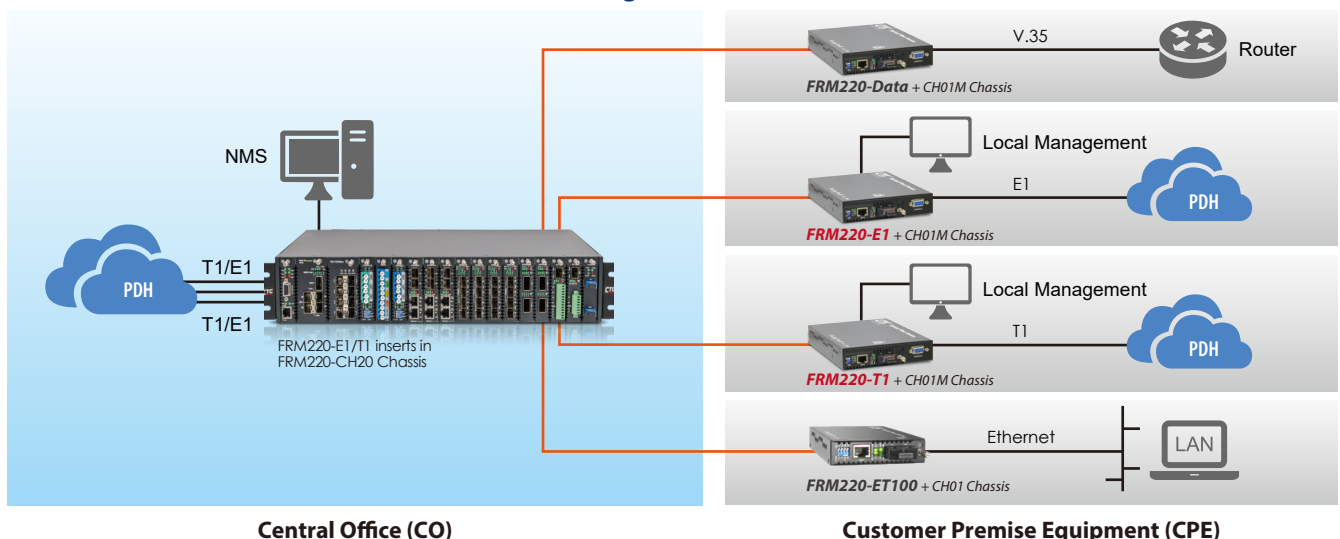 V.35
Router
FRM220-Data + CH01M Chassis
NMS
Local Management
E1
PDH
FRM220-E1 + CH01M Chassis
T1/E1
PDH
T1/E1
FRM220-E1/T1 inserts in
FRM220-CH20 Chassis
Local Management
T1
PDH
FRM220-T1 + CH01M Chassis
Ethernet
LAN
FRM220-ET100 + CH01 Chassis
Central Office (CO)
Customer Premise Equipment (CPE)